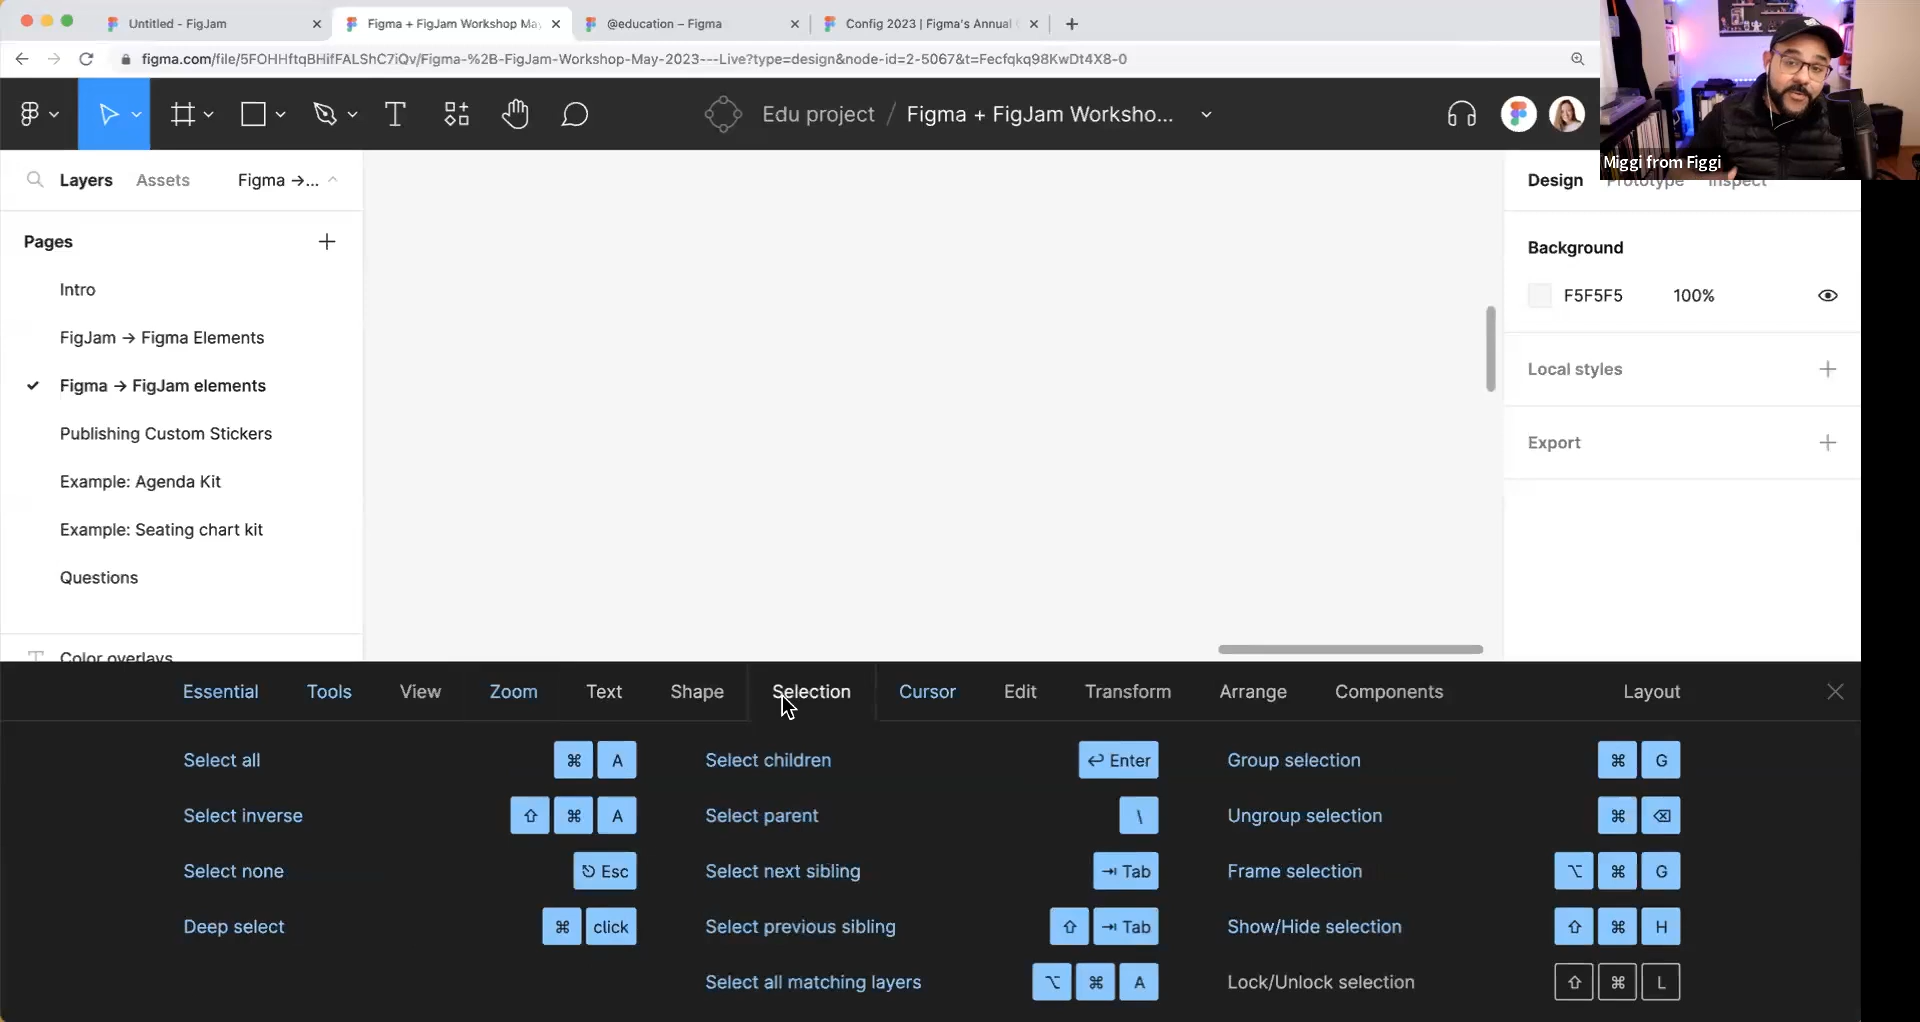 Untitled - FigJam
Figma + FigJam Workshop May
@education – Figma
Config 2023 | Figma's Annual
figma.com/file/5FOHHftqBHifFALShC7iQv/Figma-%2B-FigJam-Workshop-May-2023---Live?type=design&node-id=2-5067&t=Fecfqkq98KwDt4X8-0
Edu project / Figma + FigJam Worksho...
Miggi from Figgi
Layers
Assets
Figma →...
Design
Prototype
Inspect
Pages
Intro
FigJam → Figma Elements
Figma → FigJam elements
Publishing Custom Stickers
Example: Agenda Kit
Example: Seating chart kit
Questions
Color overlays
Background
F5F5F5
100%
Local styles
Export
Essential
Tools
View
Zoom
Text
Shape
Selection
Cursor
Edit
Transform
Arrange
Components
Layout
Select all ⌘ A
Select inverse ⇧ ⌘ A
Select none Esc
Deep select ⌘ click
Select children ↩ Enter
Select parent \
Select next sibling ⇥ Tab
Select previous sibling ⇧ ⇥ Tab
Select all matching layers ⌥ ⌘ A
Group selection ⌘ G
Ungroup selection ⌘ ⌫
Frame selection ⌥ ⌘ G
Show/Hide selection ⇧ ⌘ H
Lock/Unlock selection ⇧ ⌘ L